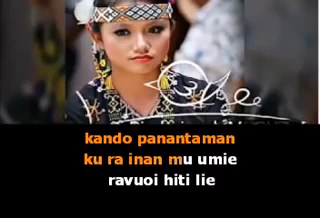 kando panantaman
ku ra inan mu umie
ravuoi hiti lie